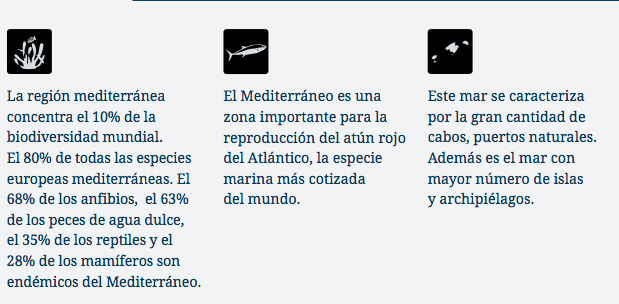 La región mediterránea
concentra el 10% de la
biodiversidad mundial.
El 80% de todas las especies
europeas mediterráneas. El
68% de los anfibios, el 63%
de los peces de agua dulce,
el 35% de los reptiles y el
28% de los mamíferos son
endémicos del Mediterráneo.
El Mediterráneo es una
zona importante para la
reproducción del atún rojo
del Atlántico, la especie
marina más cotizada
del mundo.
Este mar se caracteriza
por la gran cantidad de
cabos, puertos naturales.
Además es el mar con
mayor número de islas
y archipiélagos.